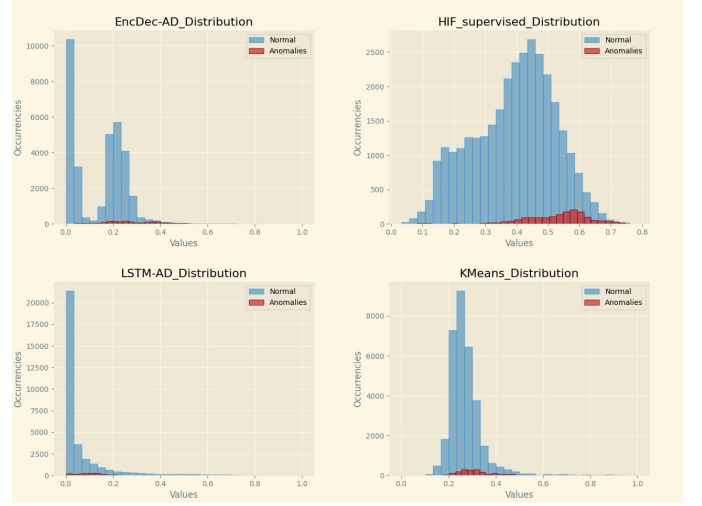 EncDec-AD_Distribution
Normal
Anomalies
10000
8000
6000
4000
2000
0
Occurrencies
0.0 0.2 0.4 0.6 0.8 1.0
Values
HIF_supervised_Distribution
Normal
Anomalies
2500
2000
1500
1000
500
0
Occurrencies
0.0 0.1 0.2 0.3 0.4 0.5 0.6 0.7 0.8
Values
LSTM-AD_Distribution
Normal
Anomalies
20000
17500
15000
12500
10000
7500
5000
2500
0
Occurrencies
0.0 0.2 0.4 0.6 0.8 1.0
Values
KMeans_Distribution
Normal
Anomalies
8000
6000
4000
2000
0
Occurrencies
0.0 0.2 0.4 0.6 0.8 1.0
Values